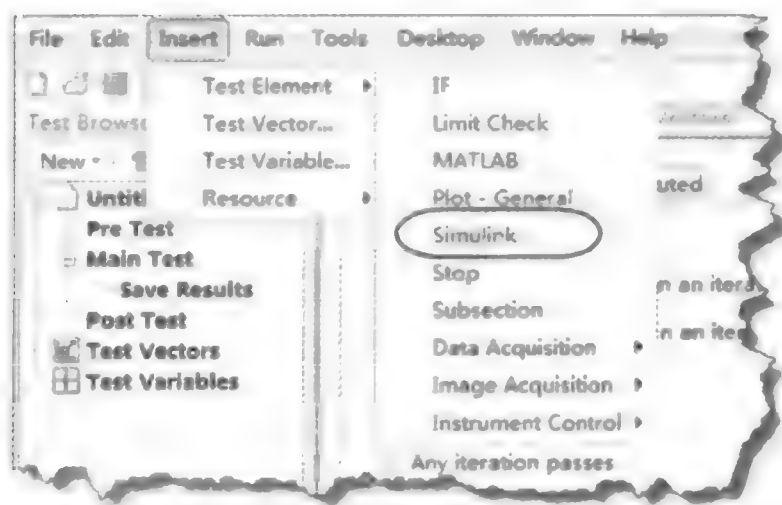 File Edit Insert Run Tools Desktop Window Help
Test Element
Test Vector...
Test Variable...
Resource
IF
Limit Check
MATLAB
Plot - General
Simulink
Stop
Subsection
Data Acquisition
Image Acquisition
Instrument Control
Any iteration passes
Test Browse
New
Untitl
Pre Test
Main Test
Save Results
Post Test
Test Vectors
Test Variables
uted
n an itera
n an iter